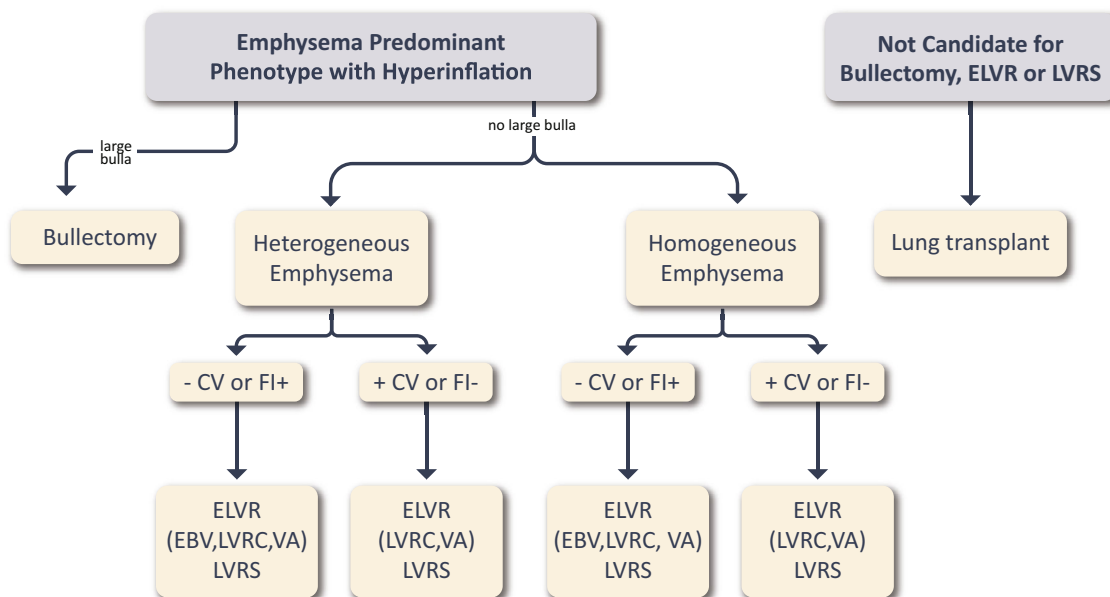 Emphysema Predominant
Phenotype with Hyperinflation
Not Candidate for
Bullectomy, ELVR or LVRS
large
bulla
no large bulla
Bullectomy
Heterogeneous
Emphysema
Homogeneous
Emphysema
Lung transplant
- CV or FI+
+ CV or FI-
- CV or FI+
+ CV or FI-
ELVR
(EBV,LVRC,VA)
LVRS
ELVR
(LVRC,VA)
LVRS
ELVR
(EBV,LVRC, VA)
LVRS
ELVR
(LVRC,VA)
LVRS